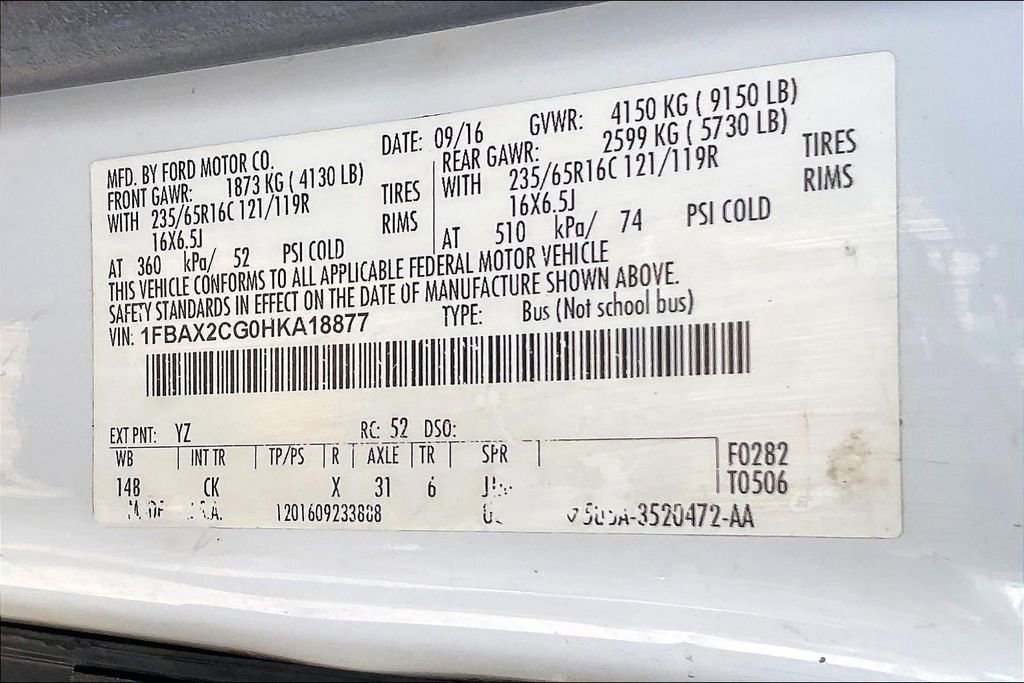 MFD. BY FORD MOTOR CO. DATE: 09/16 GVWR: 4150 KG ( 9150 LB)
FRONT GAWR: 1873 KG ( 4130 LB) REAR GAWR: 2599 KG ( 5730 LB)
WITH 235/65R16C 121/119R TIRES WITH 235/65R16C 121/119R TIRES
16X6.5J RIMS 16X6.5J RIMS
AT 360 kPa/ 52 PSI COLD AT 510 kPa/ 74 PSI COLD
THIS VEHICLE CONFORMS TO ALL APPLICABLE FEDERAL MOTOR VEHICLE
SAFETY STANDARDS IN EFFECT ON THE DATE OF MANUFACTURE SHOWN ABOVE.
VIN: 1FBAX2CG0HKA18877 TYPE: Bus (Not school bus)
EXT PNT: YZ RC: 52 DSO:
WB INT TR TP/PS R AXLE TR SPR F0282
148 CK X 31 6 T0506
1201609233888 -3520472-AA